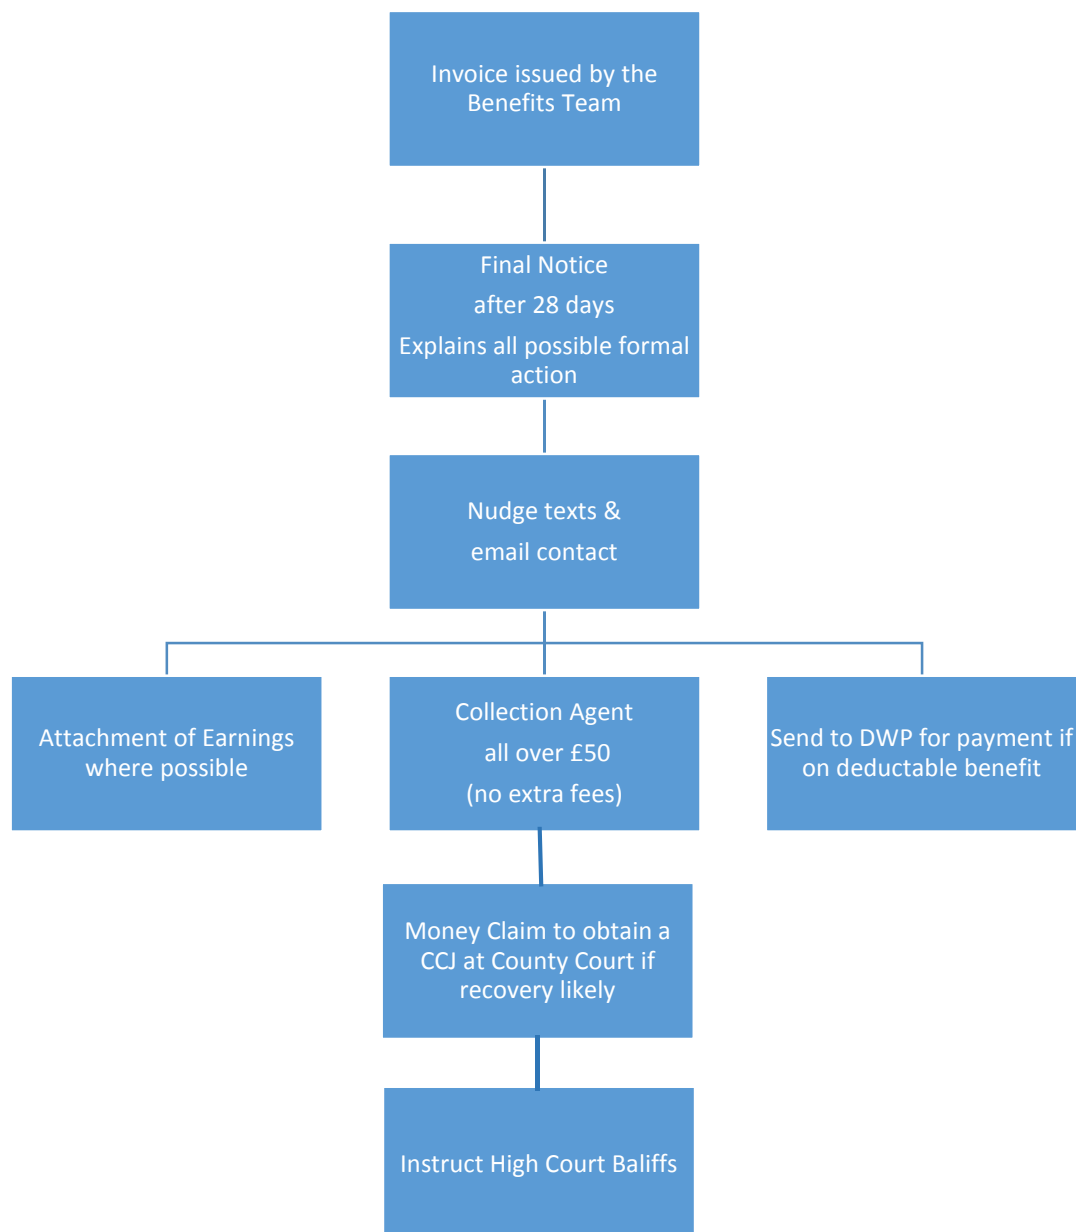 Invoice issued by the
Benefits Team
Final Notice
after 28 days
Explains all possible formal
action
Nudge texts &
email contact
Attachment of Earnings
where possible
Collection Agent
all over £50
(no extra fees)
Send to DWP for payment if
on deductable benefit
Money Claim to obtain a
CCJ at County Court if
recovery likely
Instruct High Court Baliffs